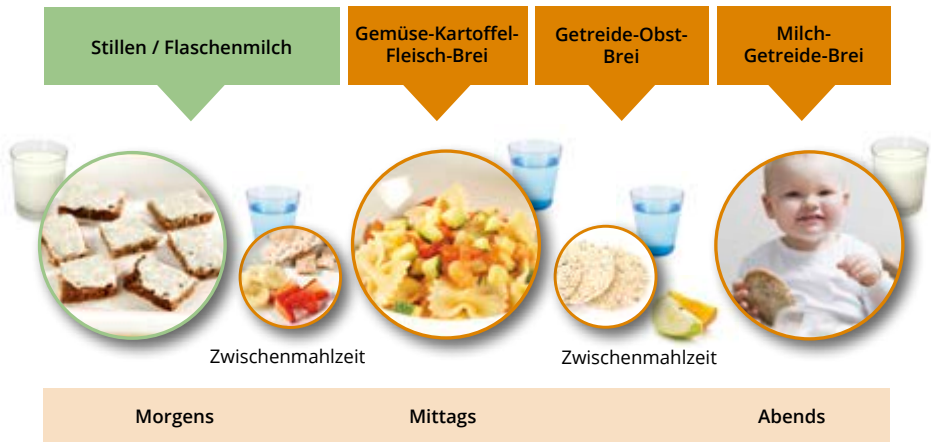 Stillen / Flaschenmilch
Gemüse-Kartoffel-
Fleisch-Brei
Getreide-Obst-
Brei
Milch-
Getreide-Brei
Zwischenmahlzeit
Zwischenmahlzeit
Morgens
Mittags
Abends